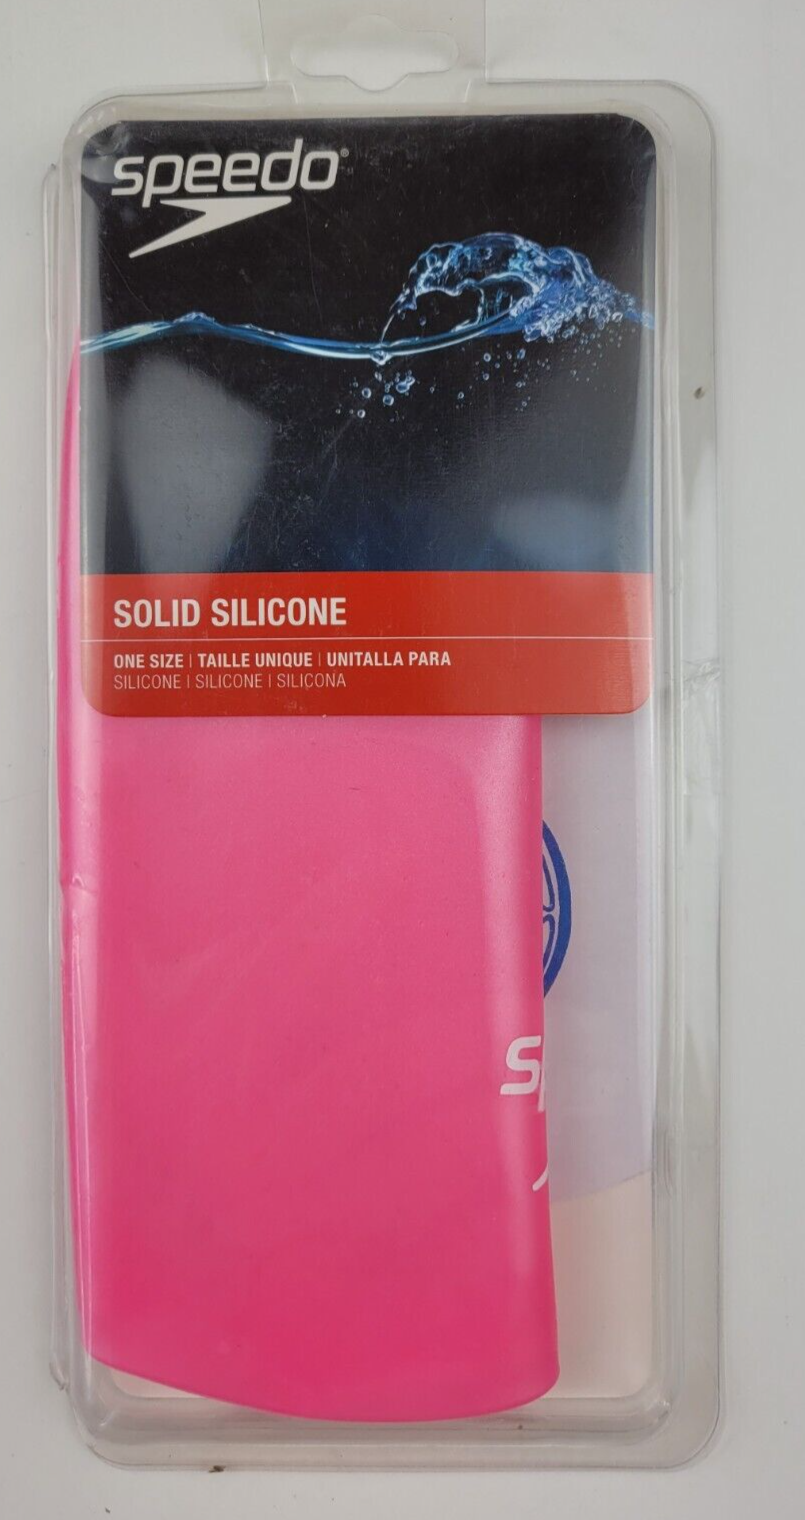 speedo®
SOLID SILICONE
ONE SIZE | TAILLE UNIQUE | UNITALLA PARA
SILICONE | SILICONE | SILICONA